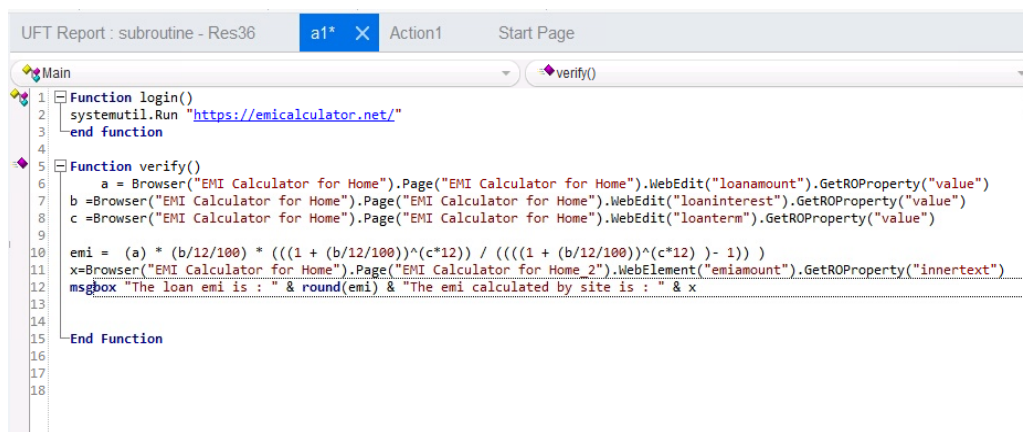 UFT Report : subroutine - Res36 a1* Action1 Start Page
Main verify()
1 Function login()
2 systemutil.Run "https://emicalculator.net/"
3 end function
4
5 Function verify()
6 a = Browser("EMI Calculator for Home").Page("EMI Calculator for Home").WebEdit("loanamount").GetROProperty("value")
7 b =Browser("EMI Calculator for Home").Page("EMI Calculator for Home").WebEdit("loaninterest").GetROProperty("value")
8 c =Browser("EMI Calculator for Home").Page("EMI Calculator for Home").WebEdit("loanterm").GetROProperty("value")
9
10 emi = (a) * (b/12/100) * (((1 + (b/12/100))^(c*12)) / ((((1 + (b/12/100))^(c*12) )- 1)) )
11 x=Browser("EMI Calculator for Home").Page("EMI Calculator for Home_2").WebElement("emiamount").GetROProperty("innertext")
12 msgbox "The loan emi is : " & round(emi) & "The emi calculated by site is : " & x
13
14
15 End Function
16
17
18